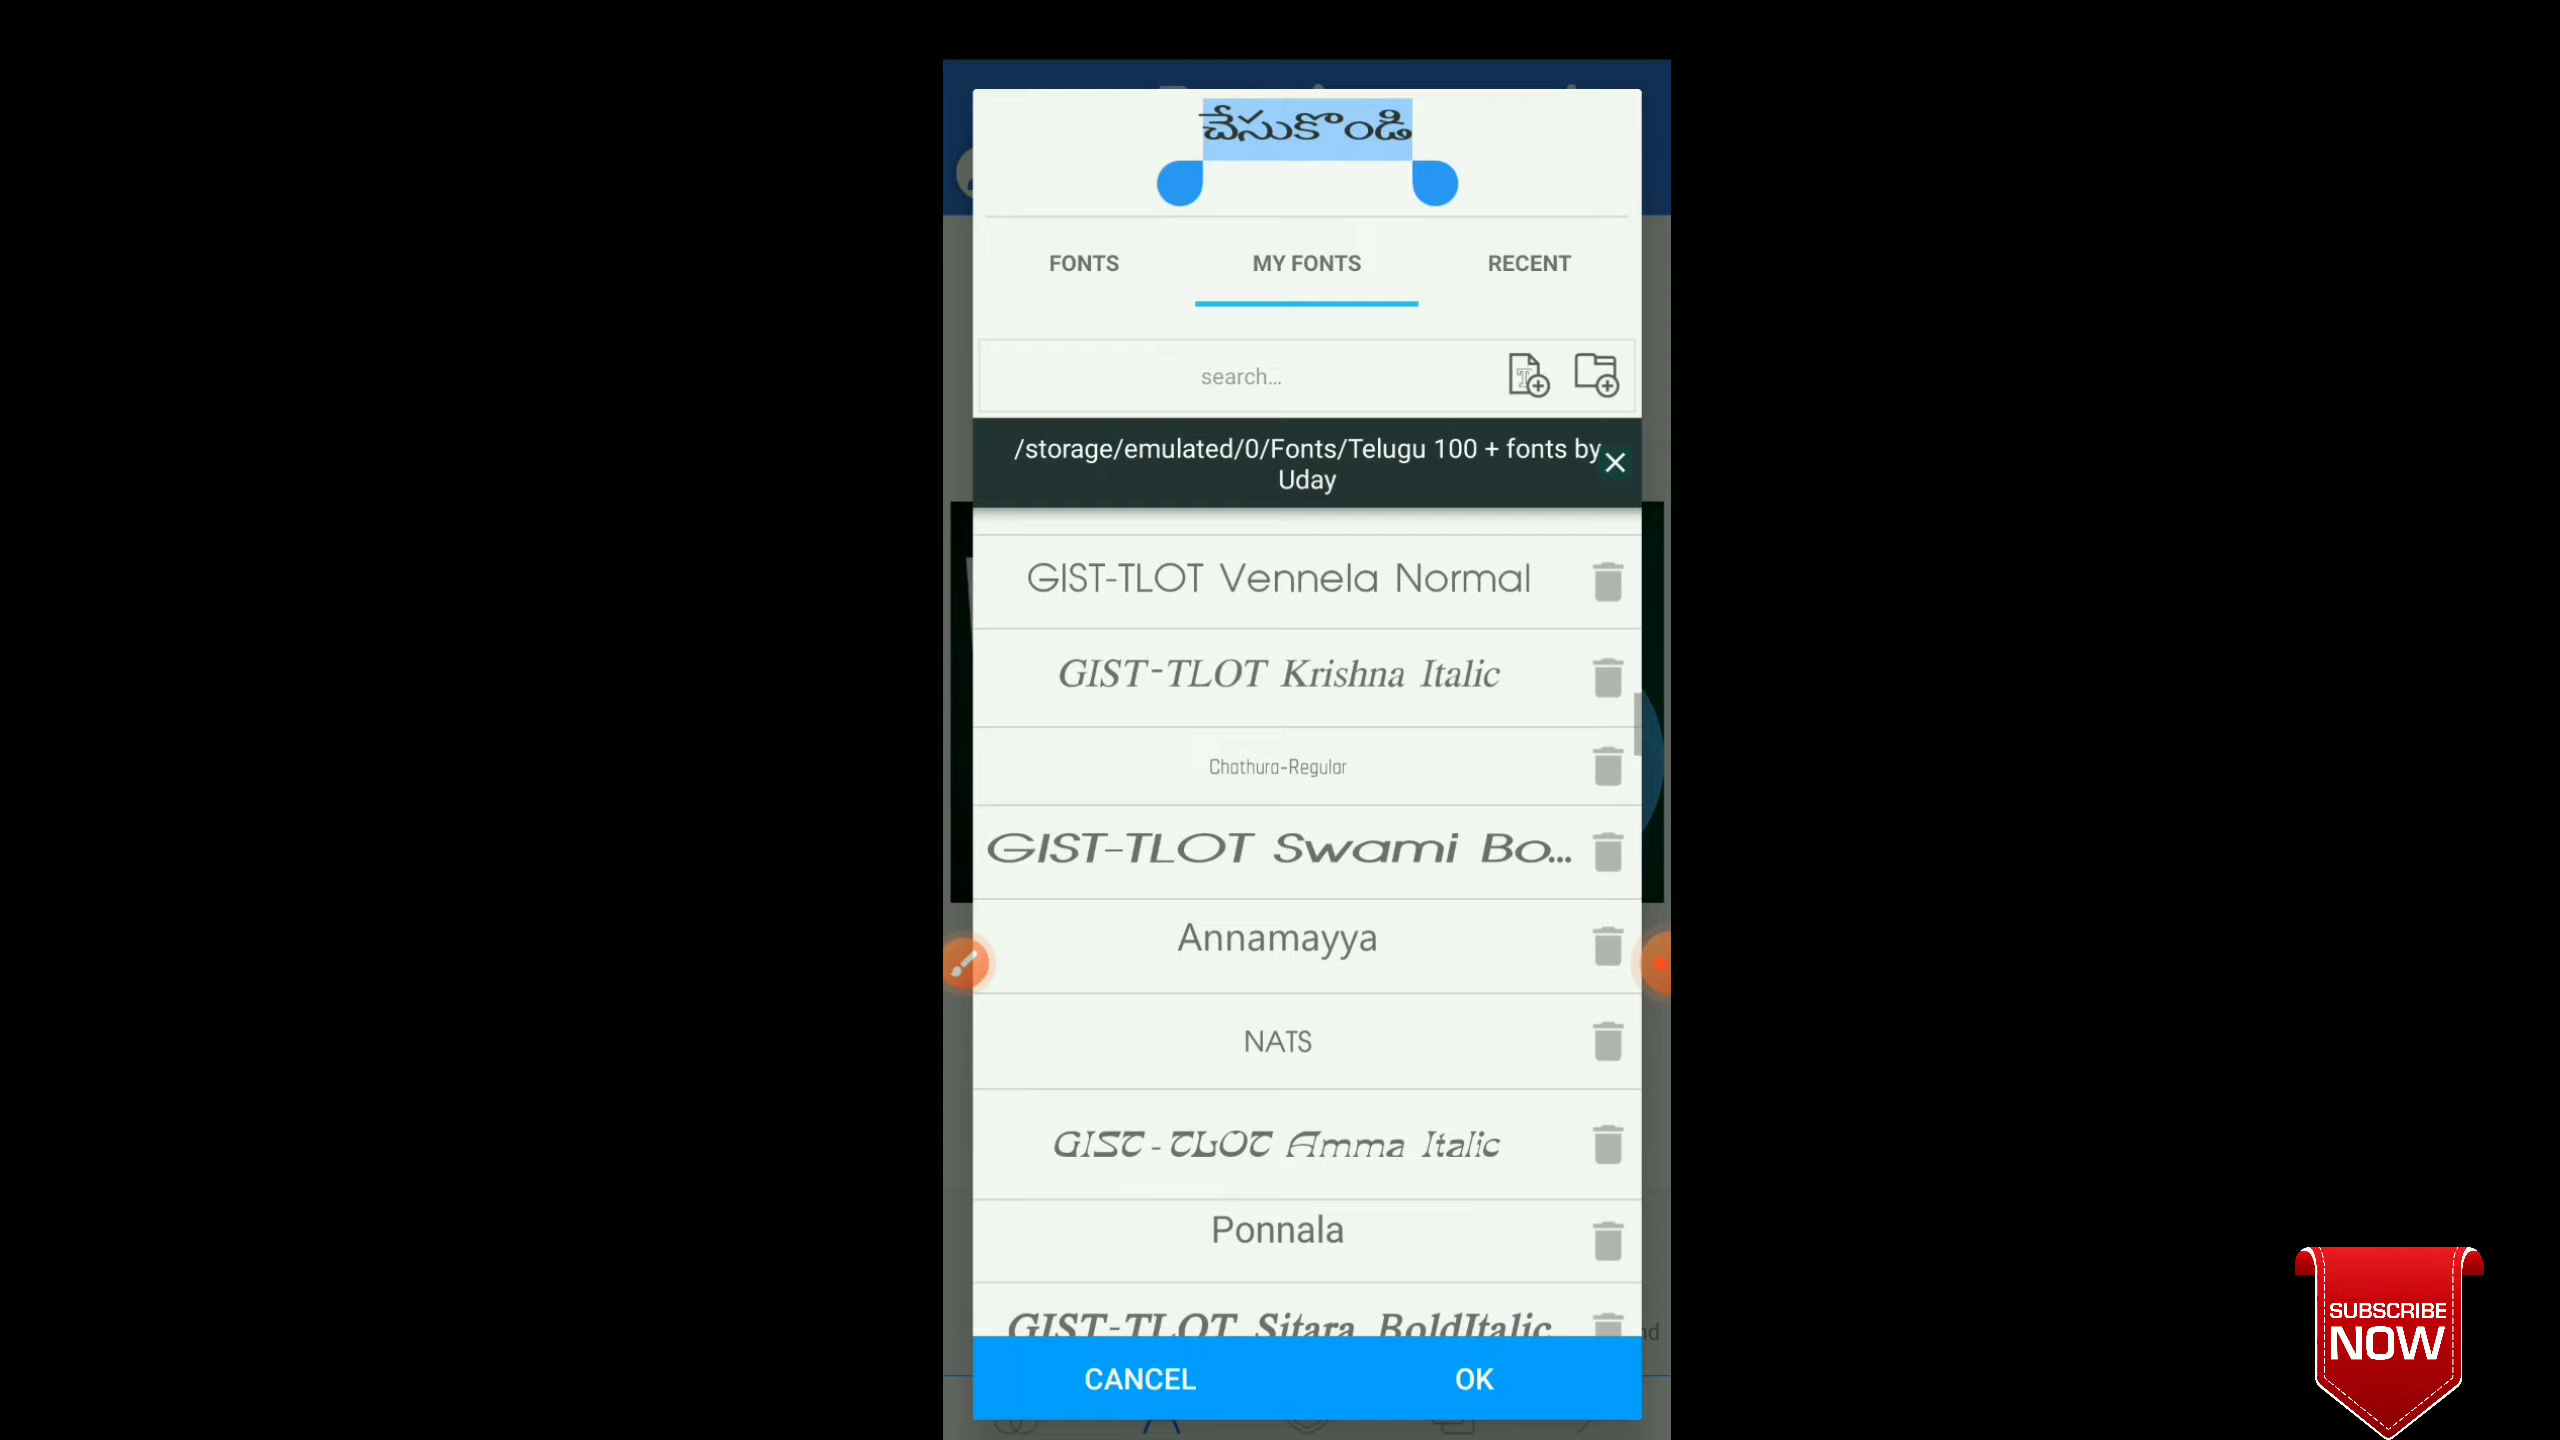 చేసుకొండి
FONTS MY FONTS RECENT
search...
/storage/emulated/0/Fonts/Telugu 100 + fonts by
Uday
GIST-TLOT Vennela Normal
GIST-TLOT Krishna Italic
Chathura-Regular
GIST-TLOT Swami Bo...
Annamayya
NATS
GIST-TLOT Amma Italic
Ponnala
GIST-TLOT Sitara BoldItalic
CANCEL OK
SUBSCRIBE
NOW